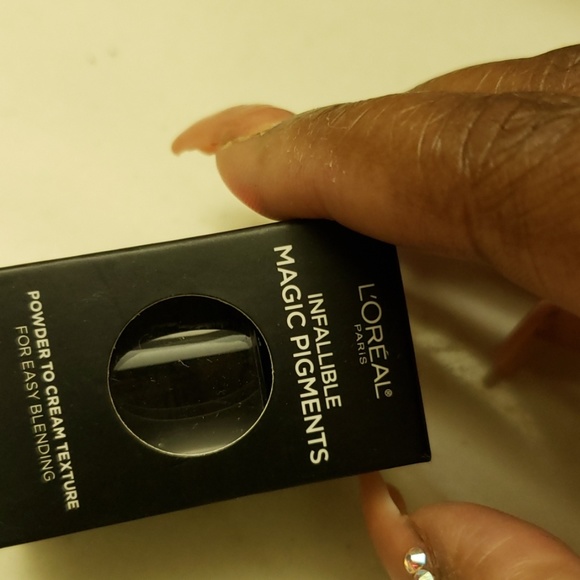 L'ORÉAL®
PARIS
INFALLIBLE
MAGIC PIGMENTS
POWDER TO CREAM TEXTURE
FOR EASY BLENDING